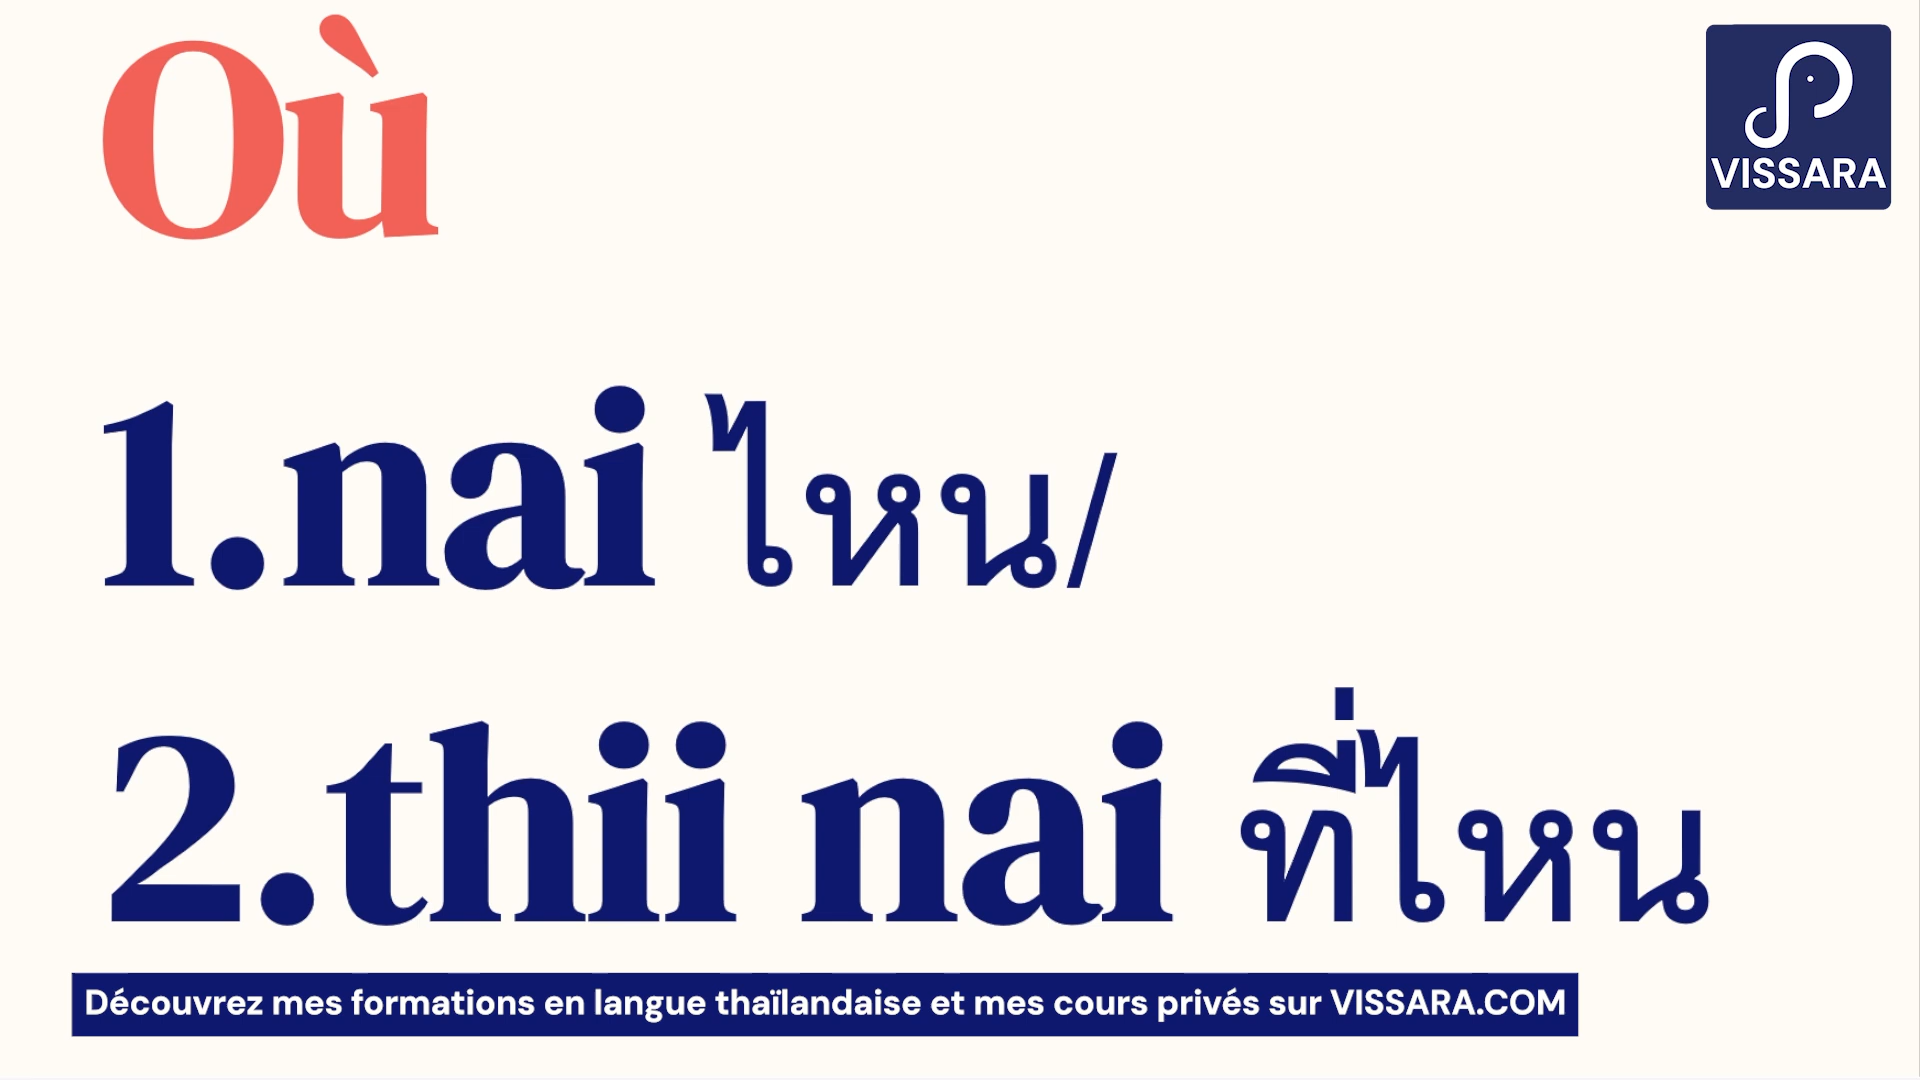 Où
VISSARA
1.nai ไหน/
2.thii nai ที่ไหน
Découvrez mes formations en langue thaïlandaise et mes cours privés sur VISSARA.COM